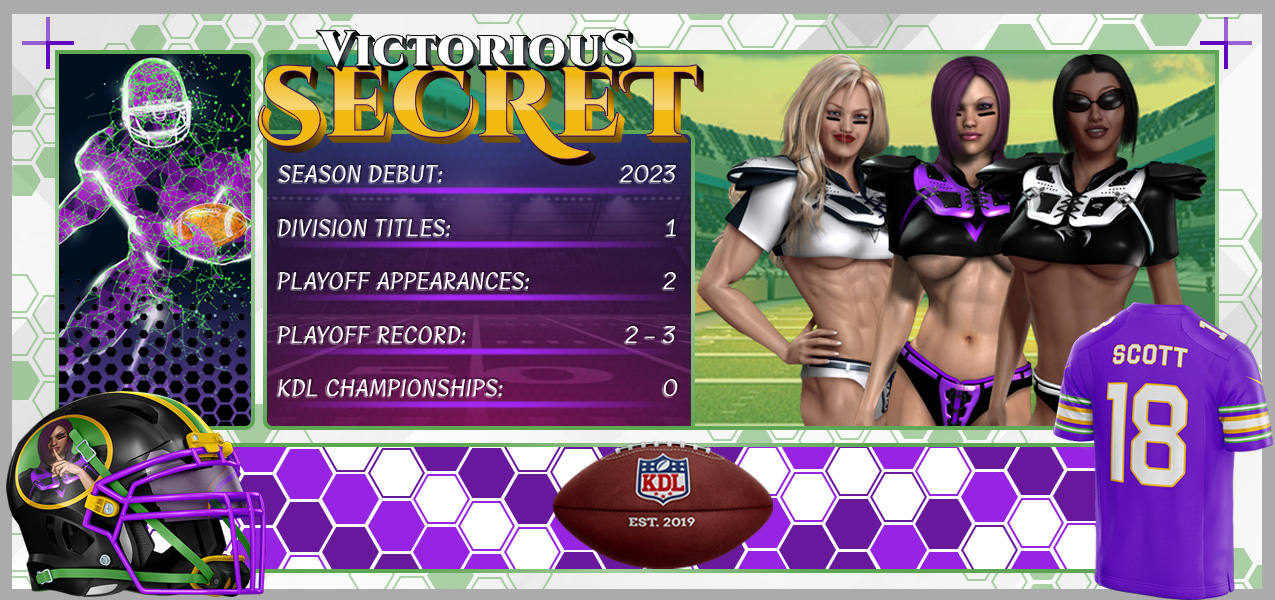 VICTORIOUS
SECRET
SEASON DEBUT: 2023
DIVISION TITLES: 1
PLAYOFF APPEARANCES: 2
PLAYOFF RECORD: 2 – 3
KDL CHAMPIONSHIPS: 0
SCOTT
18
KDL
EST. 2019